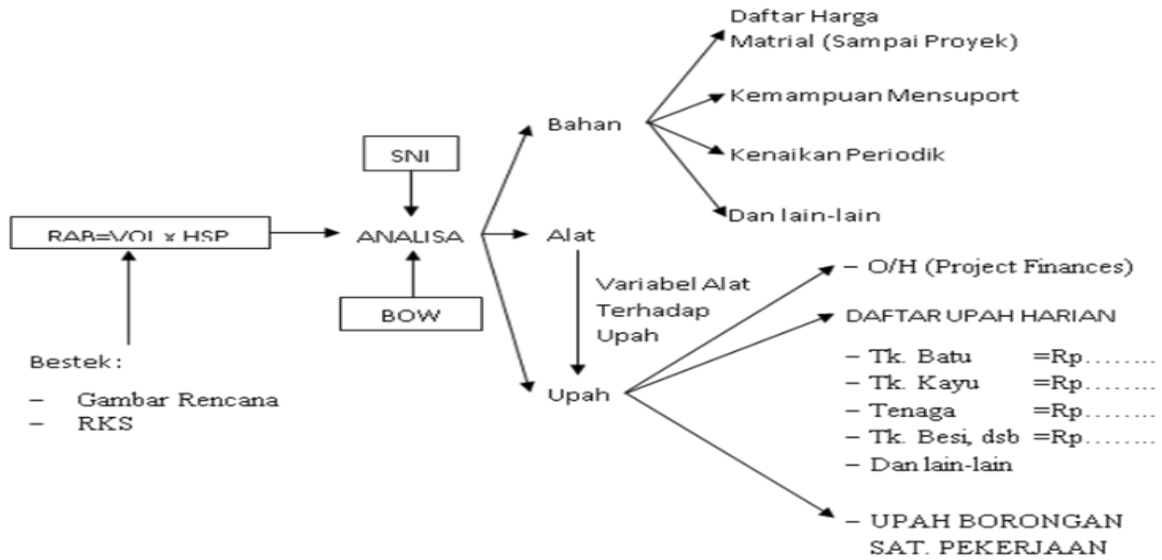 Daftar Harga
Matrial (Sampai Proyek)
Kemampuan Mensuport
Kenaikan Periodik
Dan lain-lain
Bahan
SNI
RAB=VOL x HSP
ANALISA
Alat
BOW
Variabel Alat
Terhadap
Upah
Upah
Bestek :
– Gambar Rencana
– RKS
– O/H (Project Finances)
DAFTAR UPAH HARIAN
– Tk. Batu =Rp........
– Tk. Kayu =Rp........
– Tenaga =Rp........
– Tk. Besi, dsb =Rp........
– Dan lain-lain
– UPAH BORONGAN
SAT. PEKERJAAN